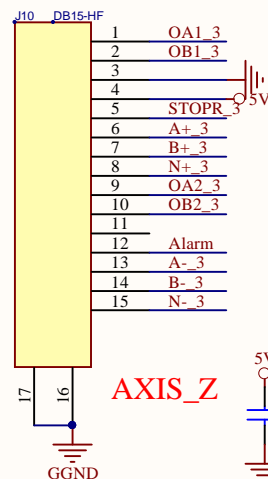 J10 DB15-HF
1 OA1_3
2 OB1_3
3
4 5V
5 STOPR_3
6 A+_3
7 B+_3
8 N+_3
9 OA2_3
10 OB2_3
11
12 Alarm
13 A-_3
14 B-_3
15 N-_3
17 16
AXIS_Z
5V
GGND